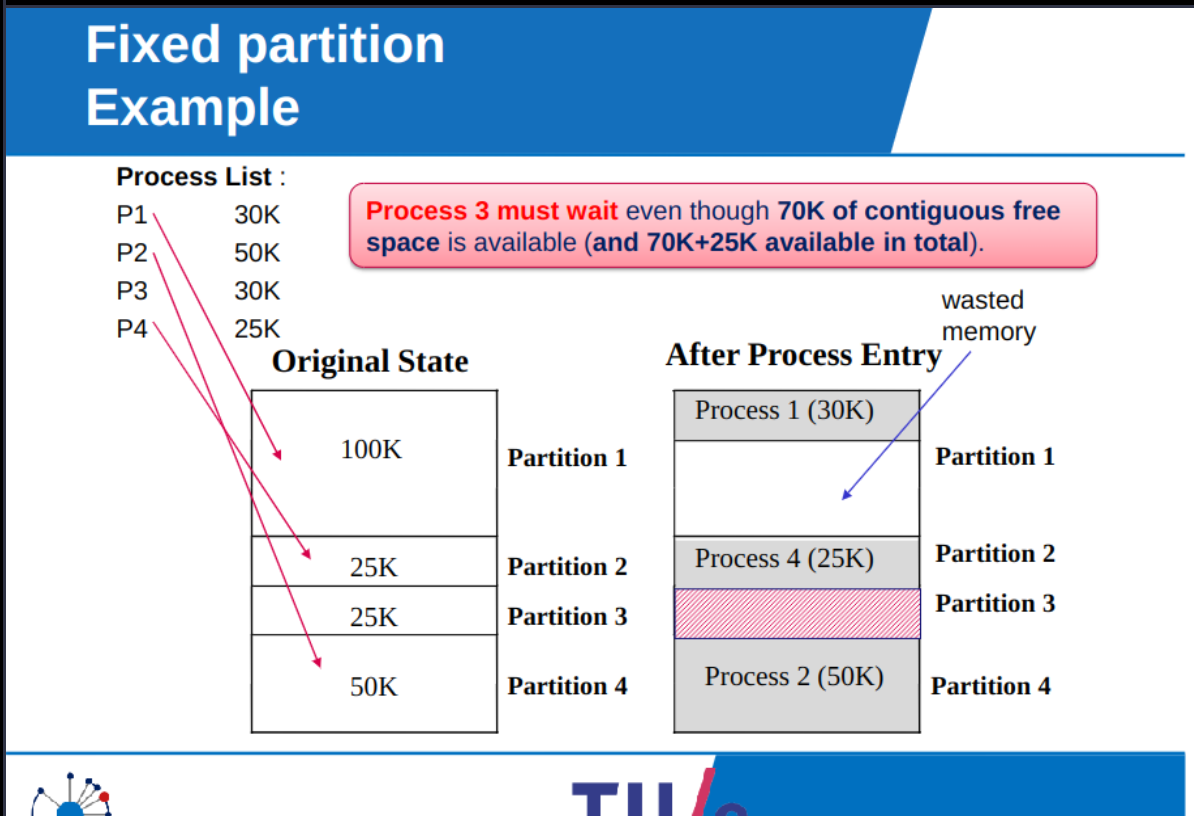 Fixed partition
Example
Process List :
P1 30K
P2 50K
P3 30K
P4 25K
Process 3 must wait even though 70K of contiguous free
space is available (and 70K+25K available in total).
wasted
memory
Original State
100K
Partition 1
25K
Partition 2
25K
Partition 3
50K
Partition 4
After Process Entry
Process 1 (30K)
Partition 1
Process 4 (25K)
Partition 2
Partition 3
Process 2 (50K)
Partition 4
TU/e